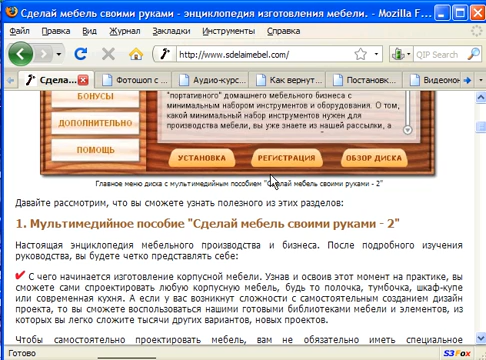 Сделай мебель своими руками - энциклопедия изготовления мебели. - Mozilla F...
Файл Правка Вид Журнал Закладки Инструменты Справка
http://www.sdelaimebel.com/
QIP Search
Сдела...
Фотошоп с
Аудио-курс...
Как вернут...
Постановк...
Видеомон
БОНУСЫ
ДОПОЛНИТЕЛЬНО
ПОМОЩЬ
"портативного" домашнего мебельного бизнеса с
минимальным набором инструментов и оборудования. О том,
какой минимальный набор инструментов нужен для
производства мебели, вы уже знаете из нашей рассылки, а
УСТАНОВКА РЕГИСТРАЦИЯ ОБЗОР ДИСКА
Главное меню диска с мультимедийным пособием "Сделай мебель своими руками - 2"
Давайте рассмотрим, что вы сможете узнать полезного из этих разделов:
1. Мультимедийное пособие "Сделай мебель своими руками - 2"
Настоящая энциклопедия мебельного производства и бизнеса. После подробного изучения
руководства, вы будете четко представлять себе:
С чего начинается изготовление корпусной мебели. Узнав и освоив этот момент на практике, вы
сможете сами спроектировать любую корпусную мебель, будь то полочка, тумбочка, шкаф-купе
или современная кухня. А если у вас возникнут сложности с самостоятельным созданием дизайн
проекта, то вы сможете воспользоваться нашими готовыми библиотеками мебели и элементов, из
которых вы легко сложите тысячи других вариантов, новых проектов.
Чтобы самостоятельно проектировать мебель, вам не обязательно иметь специальное
Готово
S3Fox